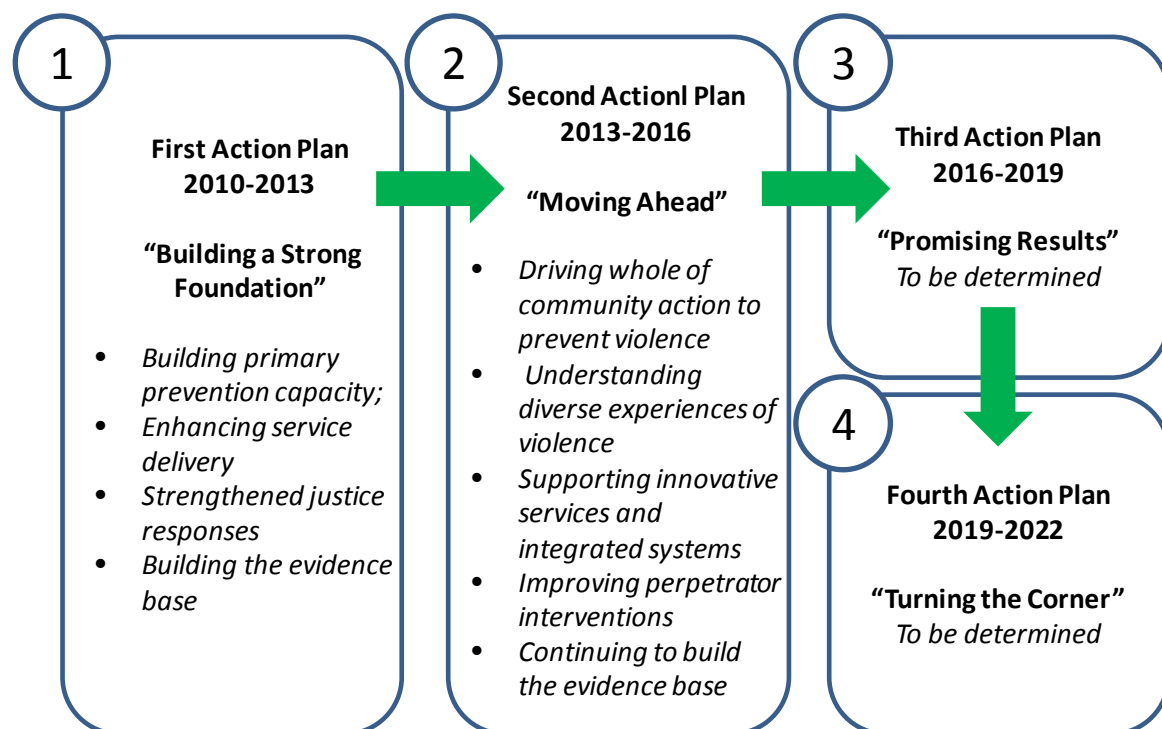 1
First Action Plan
2010-2013
“Building a Strong
Foundation”
• Building primary
prevention capacity;
• Enhancing service
delivery
• Strengthened justice
responses
• Building the evidence
base
2
Second Actionl Plan
2013-2016
“Moving Ahead”
• Driving whole of
community action to
prevent violence
• Understanding
diverse experiences of
violence
• Supporting innovative
services and
integrated systems
• Improving perpetrator
interventions
• Continuing to build
the evidence base
3
Third Action Plan
2016-2019
“Promising Results”
To be determined
4
Fourth Action Plan
2019-2022
“Turning the Corner”
To be determined